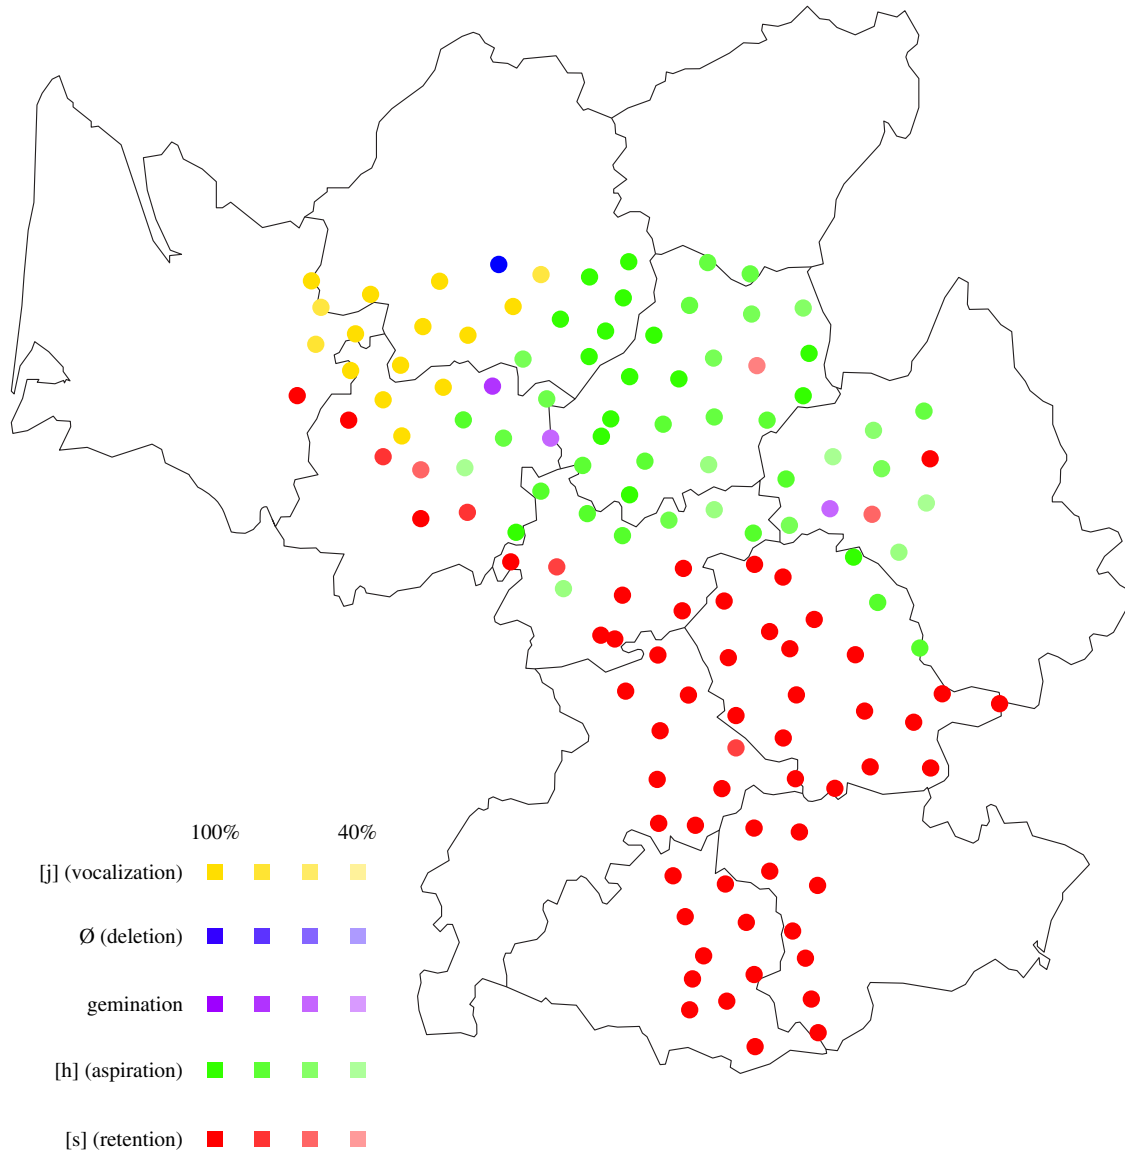 100% 40%
[j] (vocalization)
Ø (deletion)
gemination
[h] (aspiration)
[s] (retention)